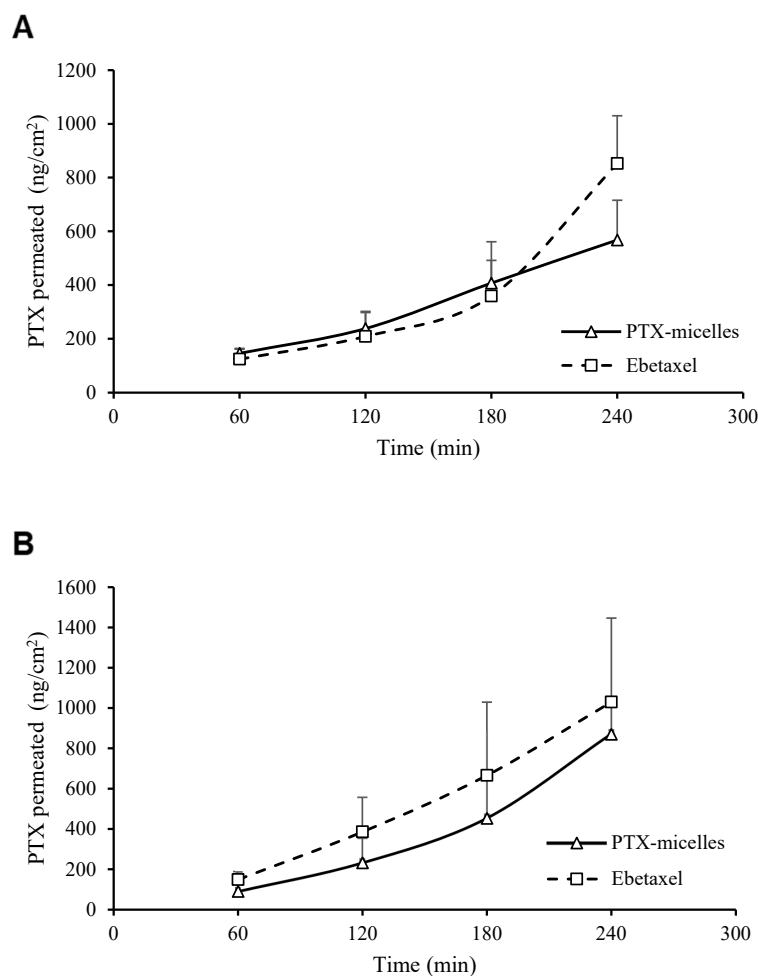 A
1200
1000
800
600
400
200
0
PTX permeated (ng/cm²)
PTX-micelles
Ebetaxel
0 60 120 180 240 300
Time (min)
B
1600
1400
1200
1000
800
600
400
200
0
PTX permeated (ng/cm²)
PTX-micelles
Ebetaxel
0 60 120 180 240 300
Time (min)